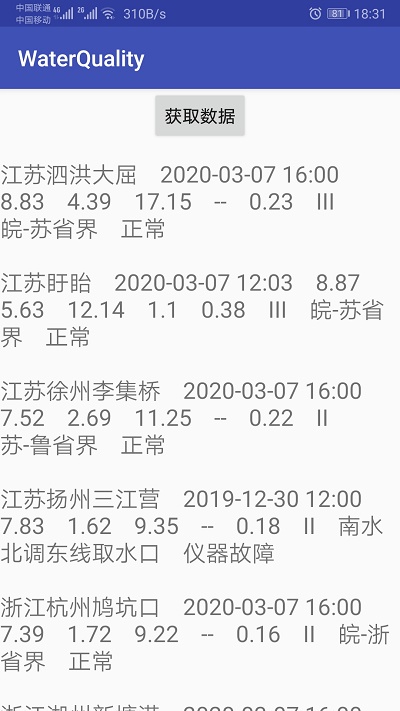 中国联通 4G 2G 310B/s 81 18:31
中国移动
WaterQuality
获取数据
江苏泗洪大屈 2020-03-07 16:00
8.83 4.39 17.15 -- 0.23 III
皖-苏省界 正常
江苏盱眙 2020-03-07 12:03 8.87
5.63 12.14 1.1 0.38 III 皖-苏省
界 正常
江苏徐州李集桥 2020-03-07 16:00
7.52 2.69 11.25 -- 0.22 II
苏-鲁省界 正常
江苏扬州三江营 2019-12-30 12:00
7.83 1.62 9.35 -- 0.18 II 南水
北调东线取水口 仪器故障
浙江杭州鸠坑口 2020-03-07 16:00
7.39 1.72 9.22 -- 0.16 II 皖-浙
省界 正常